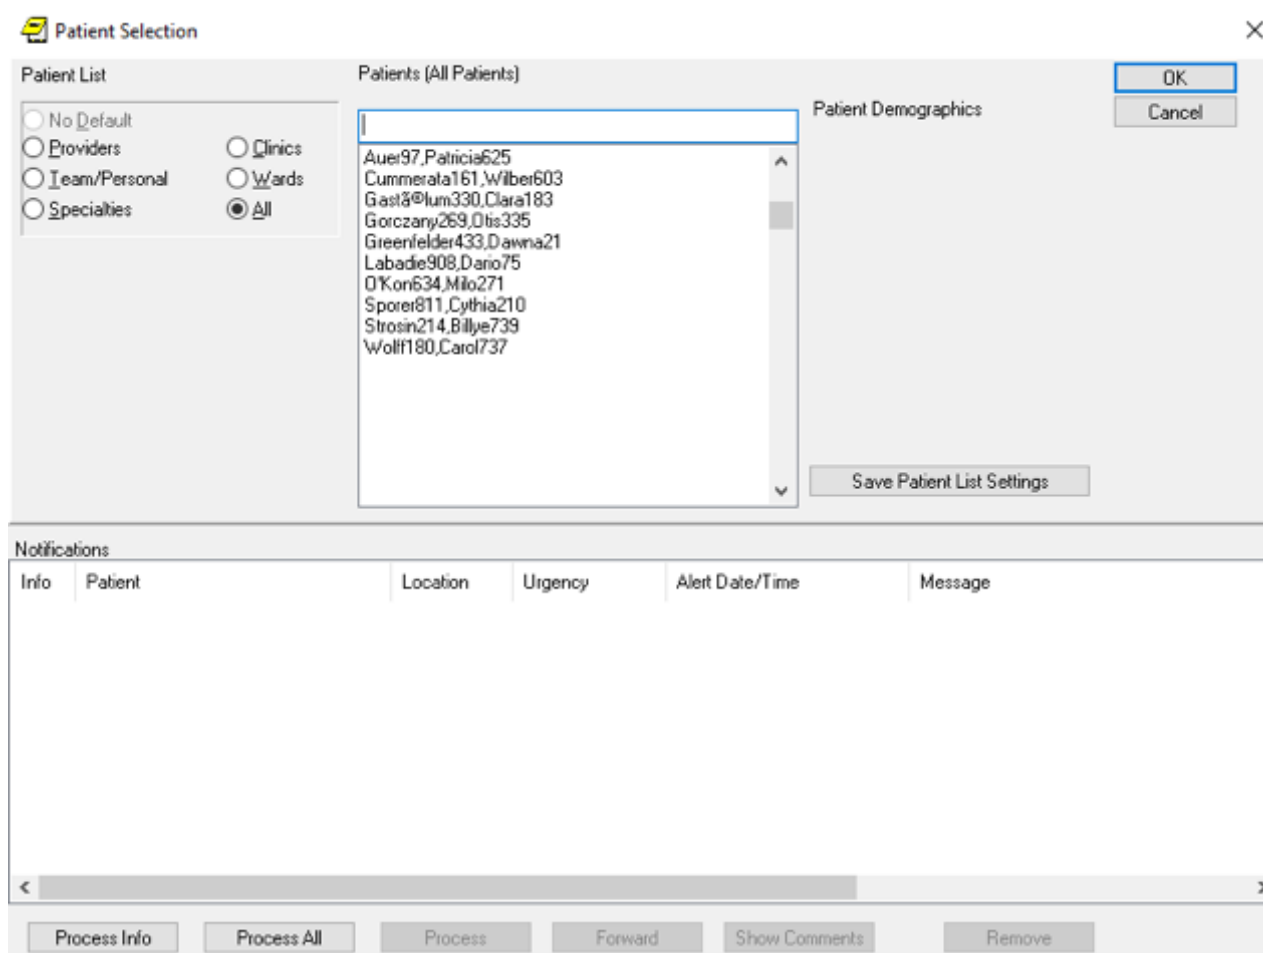 Patient Selection
Patient List
Patients (All Patients)
OK
Cancel
No Default
Providers
Clinics
Team/Personal
Wards
Specialties
All
Patient Demographics
Auer97,Patricia625
Cummerata161,Wilber603
Gastã®lum330,Clara183
Gorczany269,Otis335
Greenfelder433,Dawna21
Labadie908,Dario75
O'Kon634,Milo271
Sporer811,Cythia210
Strosin214,Billye739
Wolff180,Carol737
Save Patient List Settings
Notifications
Info Patient Location Urgency Alert Date/Time Message
Process Info Process All Process Forward Show Comments Remove